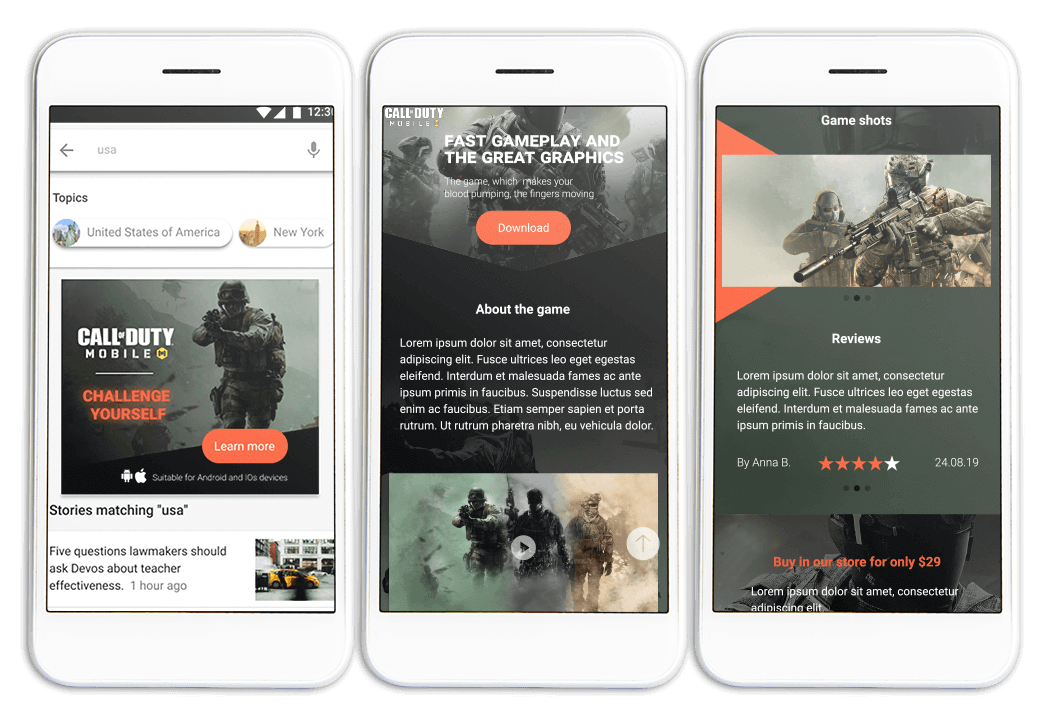 12:30
usa
Topics
United States of America
New York
CALL OF DUTY
MOBILE
CHALLENGE
YOURSELF
Learn more
Suitable for Android and IOs devices
Stories matching "usa"
Five questions lawmakers should
ask Devos about teacher
effectiveness. 1 hour ago
CALL OF DUTY
MOBILE
FAST GAMEPLAY AND
THE GREAT GRAPHICS
The game, which makes your
blood pumping, the fingers moving
Download
About the game
Lorem ipsum dolor sit amet, consectetur
adipiscing elit. Fusce ultrices leo eget egestas
eleifend. Interdum et malesuada fames ac ante
ipsum primis in faucibus. Suspendisse luctus sed
enim ac faucibus. Etiam semper sapien et porta
rutrum. Ut rutrum pharetra nibh, eu vehicula dolor.
Game shots
Reviews
Lorem ipsum dolor sit amet, consectetur
adipiscing elit. Fusce ultrices leo eget egestas
eleifend. Interdum et malesuada fames ac ante
ipsum primis in faucibus.
By Anna B. 24.08.19
Buy in our store for only $29
Lorem ipsum dolor sit amet, consectetur
adipiscing elit.